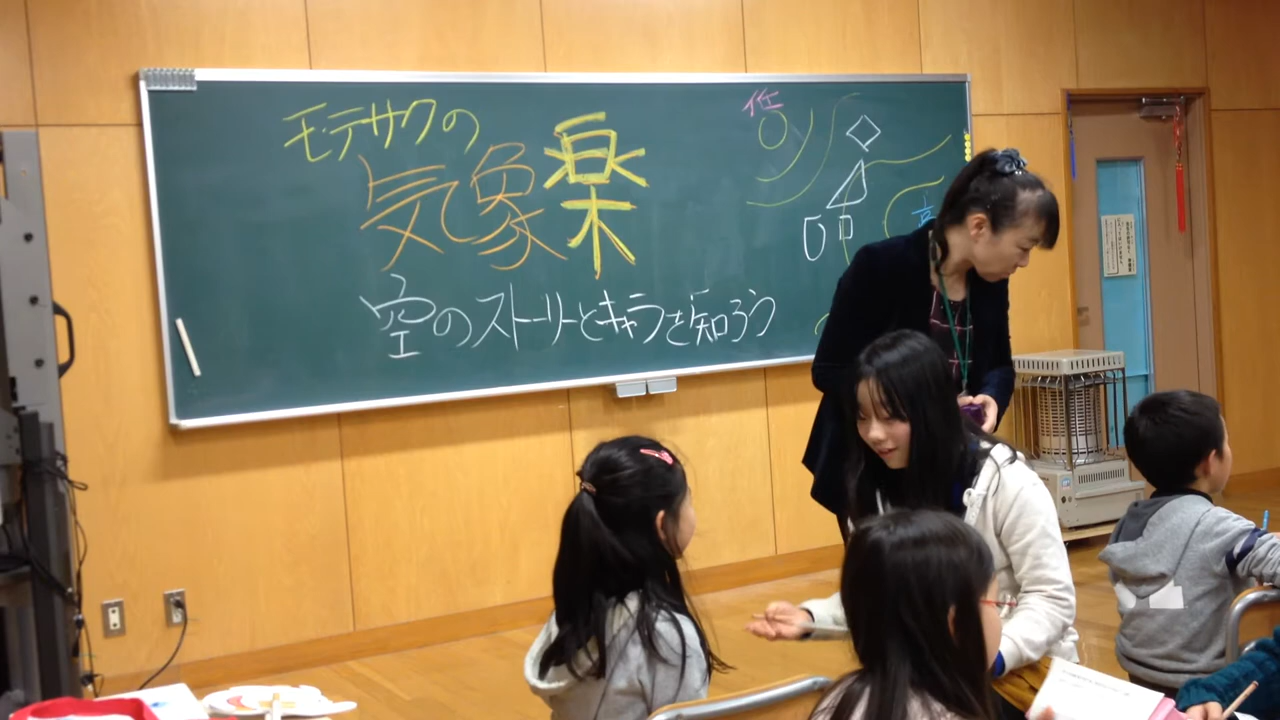 モ・テサクの
気象楽
空のストーリーとキャラを知ろう
低
高